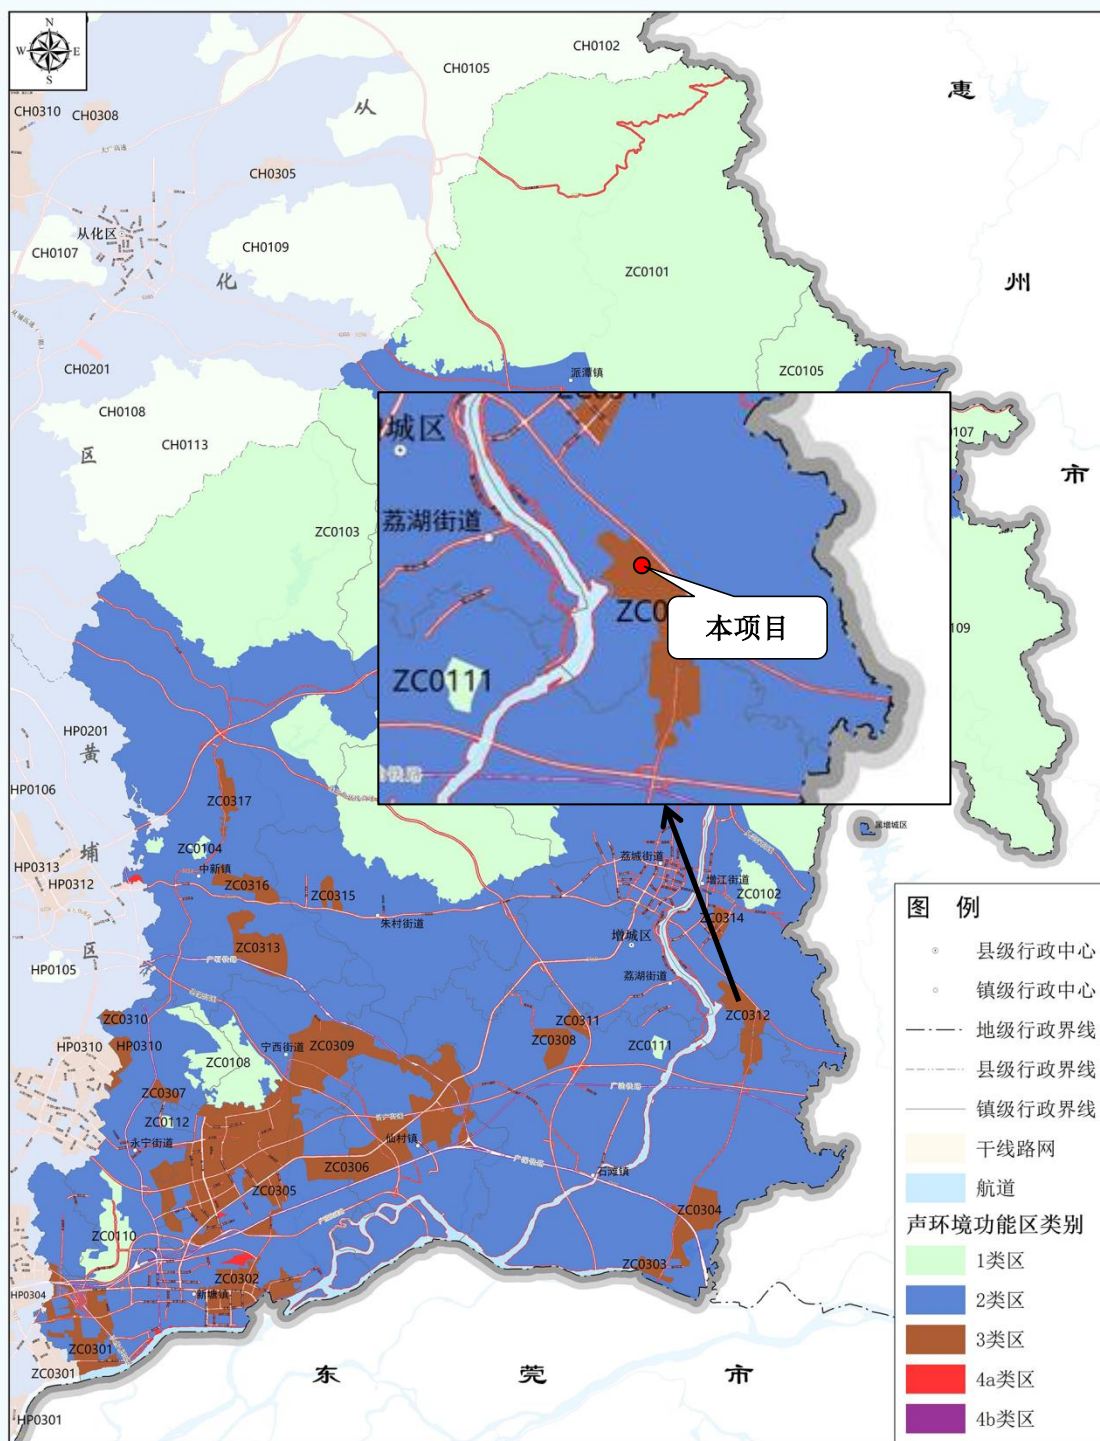 N
W
E
S
CH0102
CH0105
从
惠
CH0310
CH0308
大广高速
CH0305
ZC0101
州
从化区
CH0107
CH0109
化
ZC0105
CH0201
派潭镇
CH0108
CH0113
区
城区
市
ZC0103
荔湖街道
本项目
ZC0111
HP0201
黄
HP0106
ZC0317
属增城区
埔
ZC0104
荔城街道
HP0313
中新镇
增江街道
HP0312
ZC0316
ZC0315
ZC0102
朱村街道
ZC0314
区
ZC0313
增城区
HP0105
荔湖街道
ZC0310
ZC0311
ZC0312
HP0310
HP0310
宁西街道
ZC0309
ZC0308
ZC0111
ZC0108
ZC0307
ZC0112
永宁街道
仙村镇
ZC0306
石滩镇
ZC0305
ZC0304
ZC0110
ZC0303
ZC0302
HP0304
新塘镇
ZC0301
ZC0301
东
莞
市
HP0301
图 例
县级行政中心
镇级行政中心
地级行政界线
县级行政界线
镇级行政界线
干线路网
航道
声环境功能区类别
1类区
2类区
3类区
4a类区
4b类区